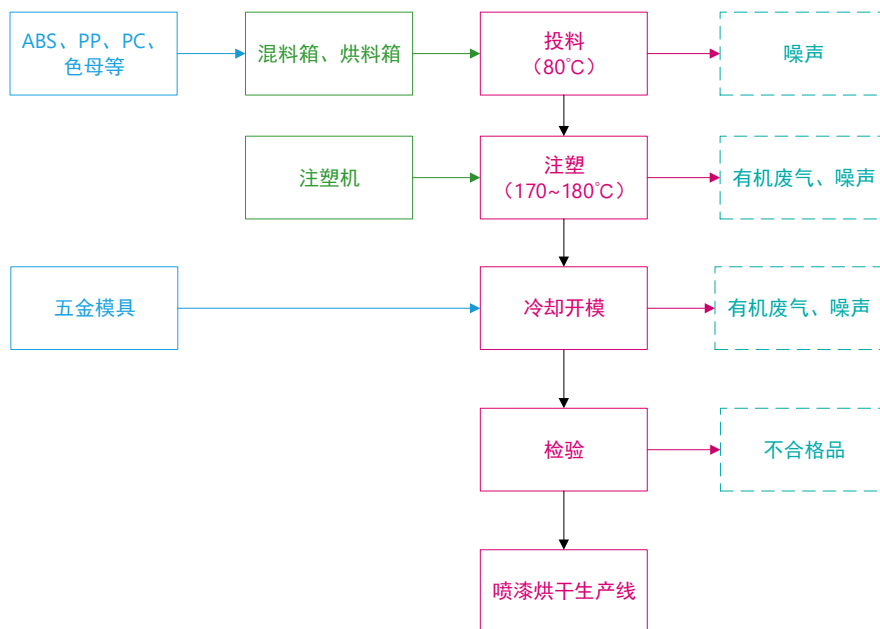 ABS、PP、PC、
色母等
混料箱、烘料箱
投料
（80℃）
噪声
注塑机
注塑
（170~180℃）
有机废气、噪声
五金模具
冷却开模
有机废气、噪声
检验
不合格品
喷漆烘干生产线